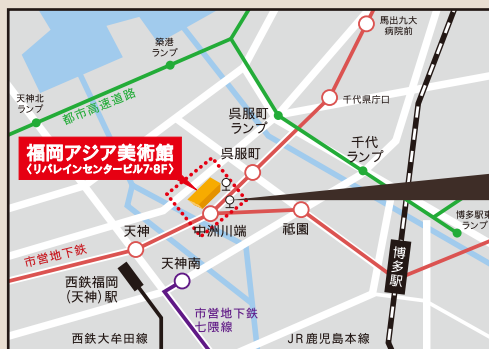 馬出九大
病院前
築港
ランプ
天神北
ランプ
都市高速道路
千代県庁口
呉服町
ランプ
千代
ランプ
福岡アジア美術館
〈リバレインセンタービル7・8F〉
呉服町
中洲川端
祇園
博多駅東
ランプ
天神
市営地下鉄
天神南
博多駅
西鉄福岡
(天神)駅
市営地下鉄
七隈線
西鉄大牟田線
JR鹿児島本線